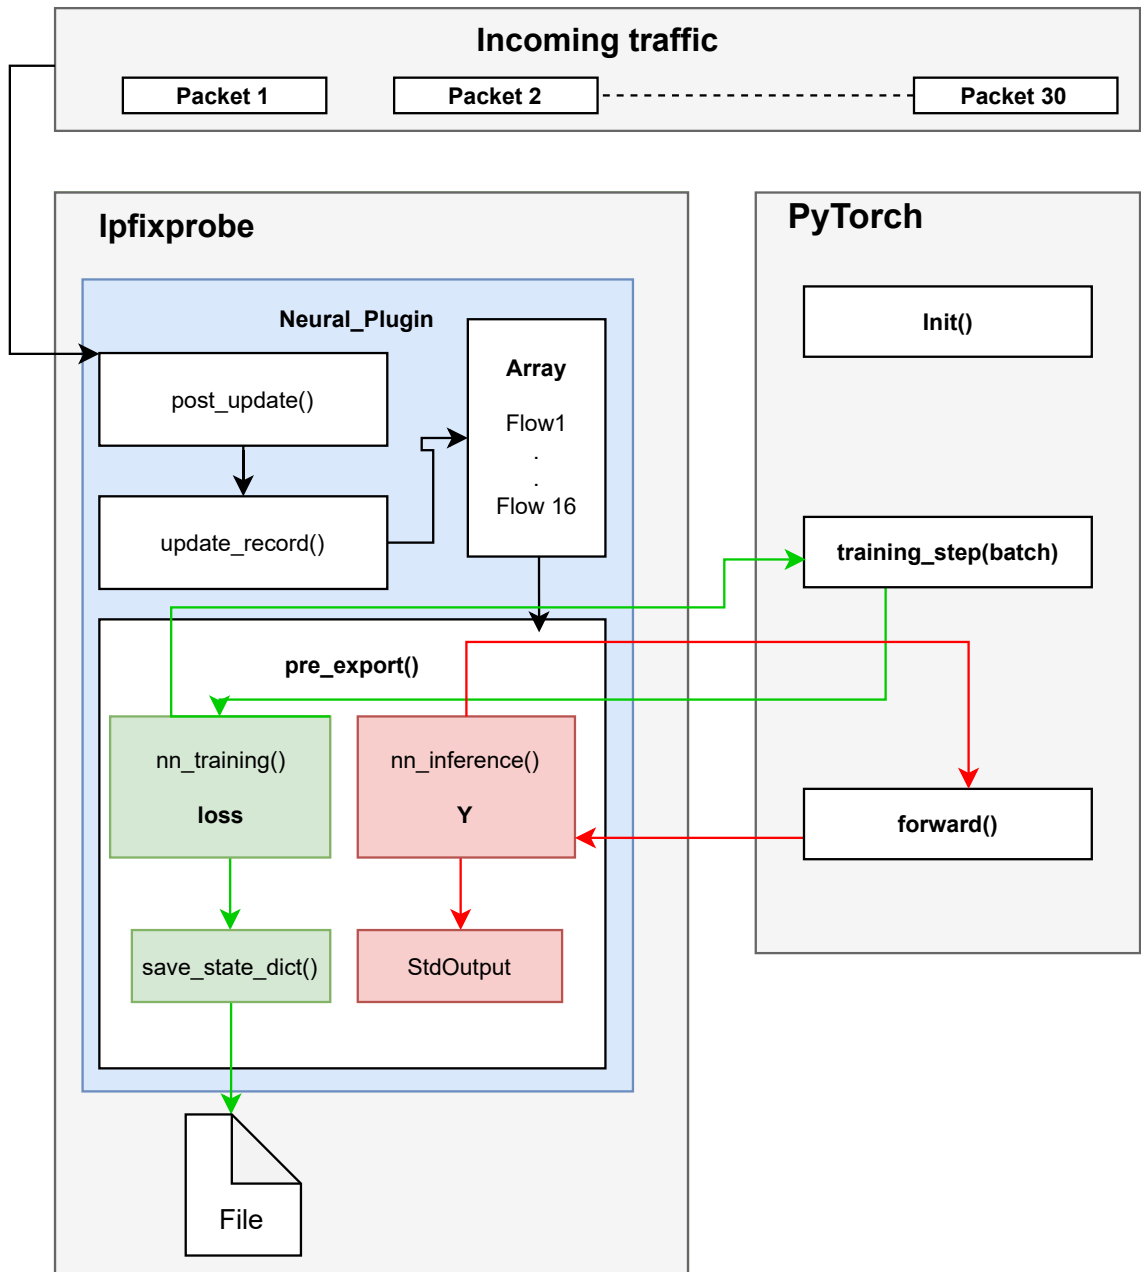 Incoming traffic
Packet 1
Packet 2
Packet 30
Ipfixprobe
PyTorch
Neural_Plugin
Init()
post_update()
Array
Flow1
.
.
Flow 16
update_record()
training_step(batch)
pre_export()
nn_training()
loss
nn_inference()
Y
forward()
save_state_dict()
StdOutput
File